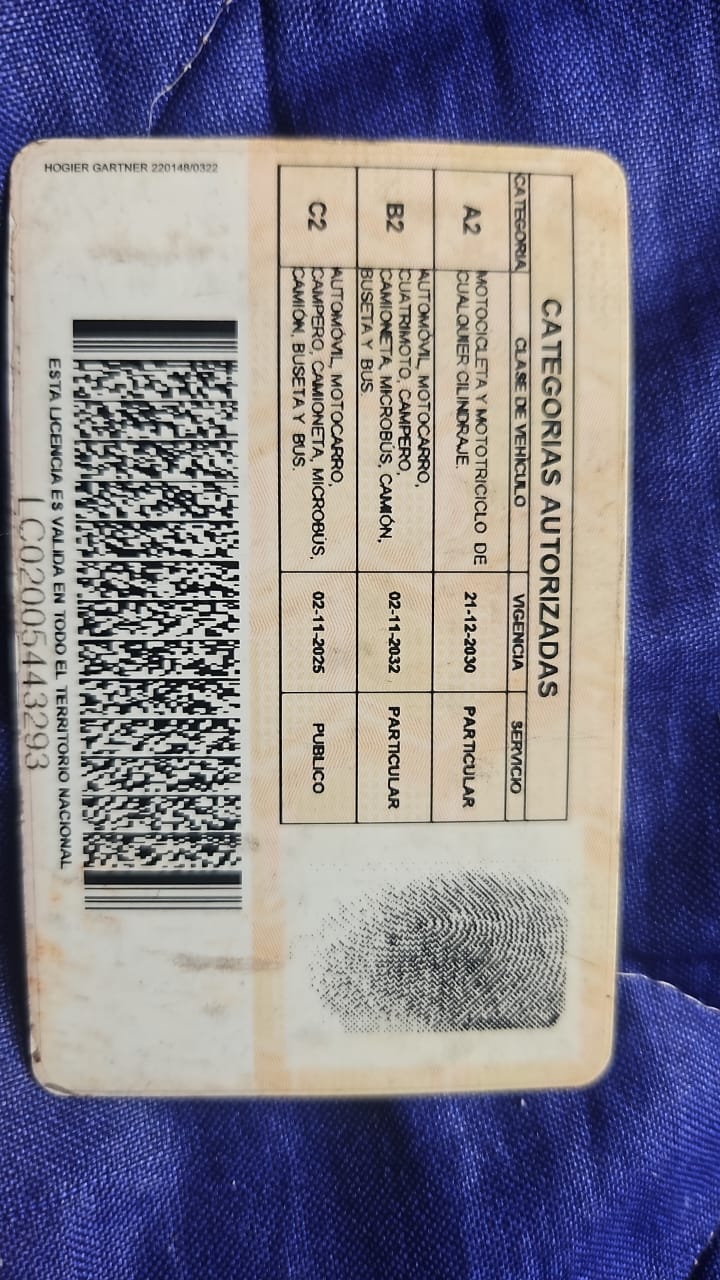 CATEGORIAS AUTORIZADAS
CATEGORIA CLASE DE VEHÍCULO VIGENCIA SERVICIO
A2 MOTOCICLETA Y MOTOTRICICLO DE 21-12-2030 PARTICULAR
CUALQUIER CILINDRAJE.
B2 AUTOMÓVIL, MOTOCARRO, 02-11-2032 PARTICULAR
CUATRIMOTO, CAMPERO,
CAMIONETA, MICROBÚS, CAMIÓN,
BUSETA Y BUS.
C2 AUTOMÓVIL, MOTOCARRO, 02-11-2025 PUBLICO
CAMPERO, CAMIONETA, MICROBÚS,
CAMIÓN, BUSETA Y BUS.
ESTA LICENCIA ES VALIDA EN TODO EL TERRITORIO NACIONAL
LC02005443293
HOGIER GARTNER 220148/0322